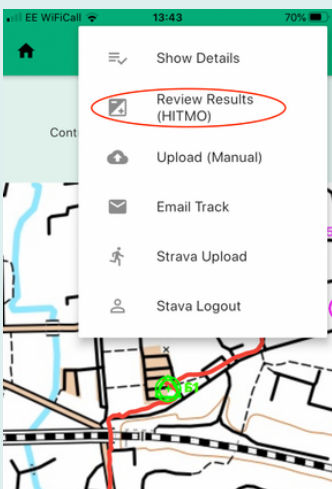 EE WiFiCall 13:43 70%
Show Details
Review Results
(HITMO)
Cont
Upload (Manual)
Email Track
Strava Upload
Stava Logout
61